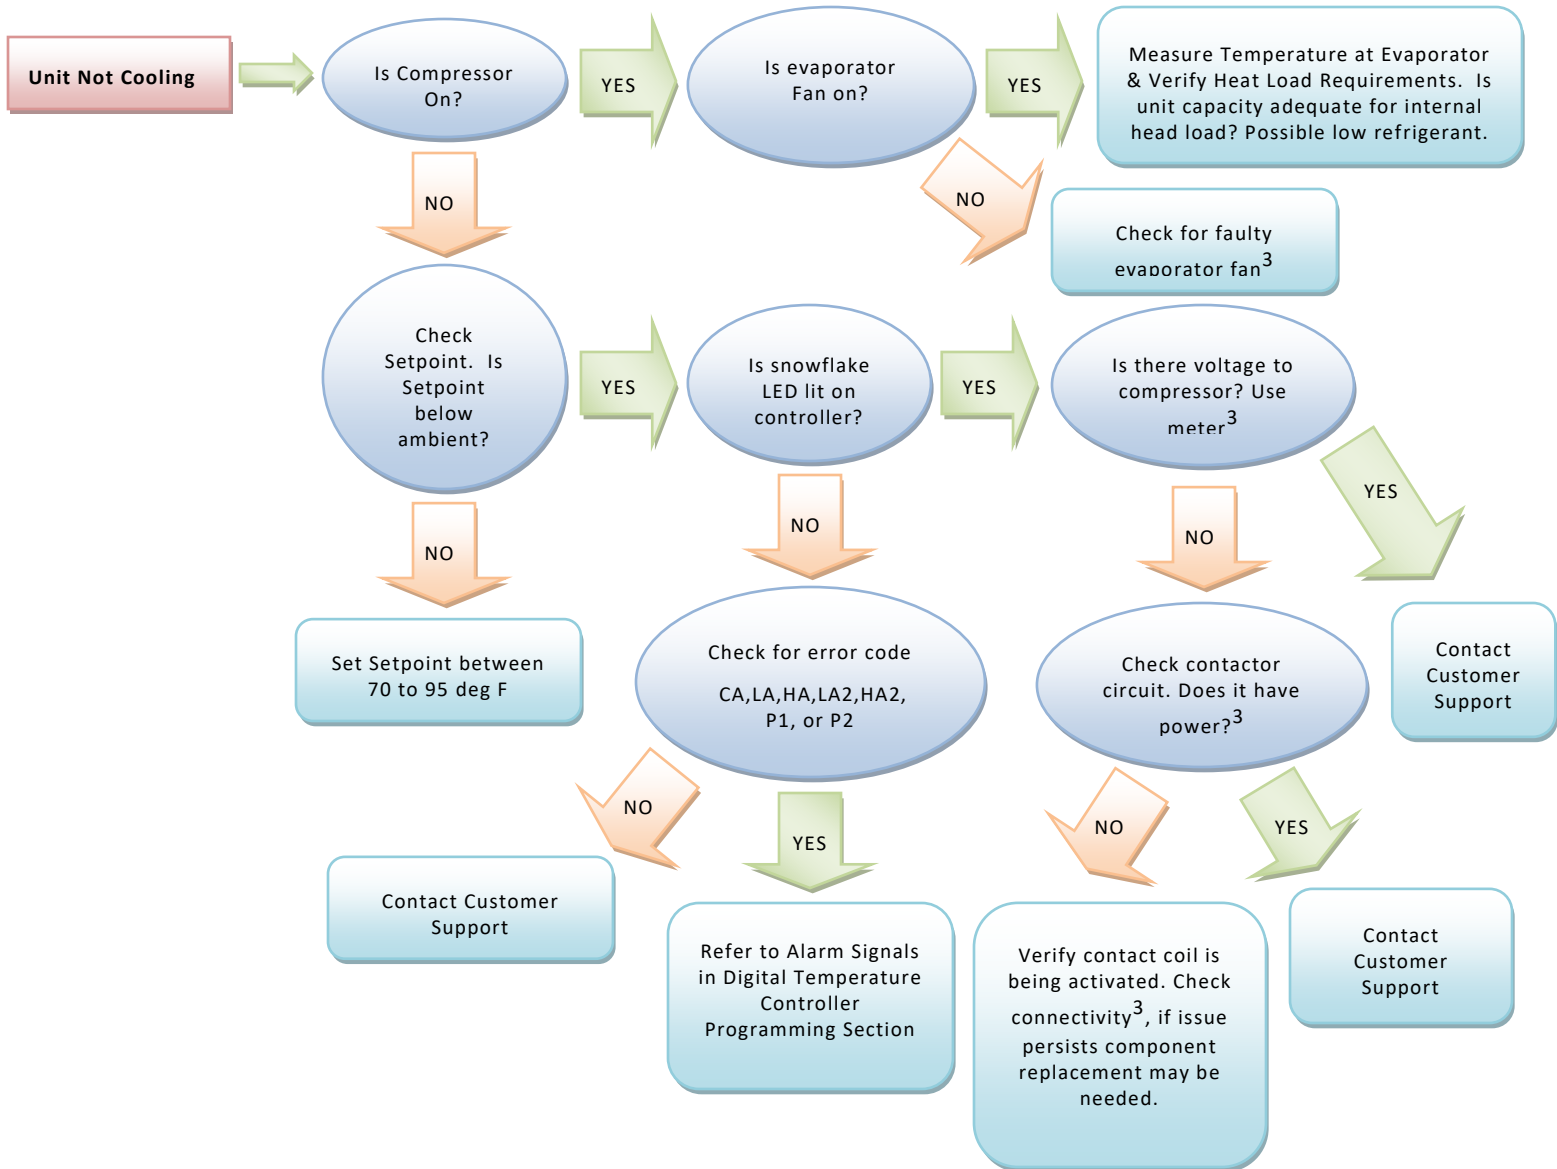 Unit Not Cooling
Is Compressor
On?
YES
Is evaporator
Fan on?
YES
Measure Temperature at Evaporator
& Verify Heat Load Requirements.  Is
unit capacity adequate for internal
head load? Possible low refrigerant.
NO
NO
Check for faulty
evaporator fan3
Check
Setpoint.  Is
Setpoint
below
ambient?
YES
Is snowflake
LED lit on
controller?
YES
Is there voltage to
compressor? Use
meter3
NO
NO
NO
YES
Set Setpoint between
70 to 95 deg F
Check for error code
CA,LA,HA,LA2,HA2,
P1, or P2
Check contactor
circuit. Does it have
power?3
Contact
Customer
Support
NO
YES
NO
YES
Contact Customer
Support
Refer to Alarm Signals
in Digital Temperature
Controller
Programming Section
Verify contact coil is
being activated. Check
connectivity3, if issue
persists component
replacement may be
needed.
Contact
Customer
Support